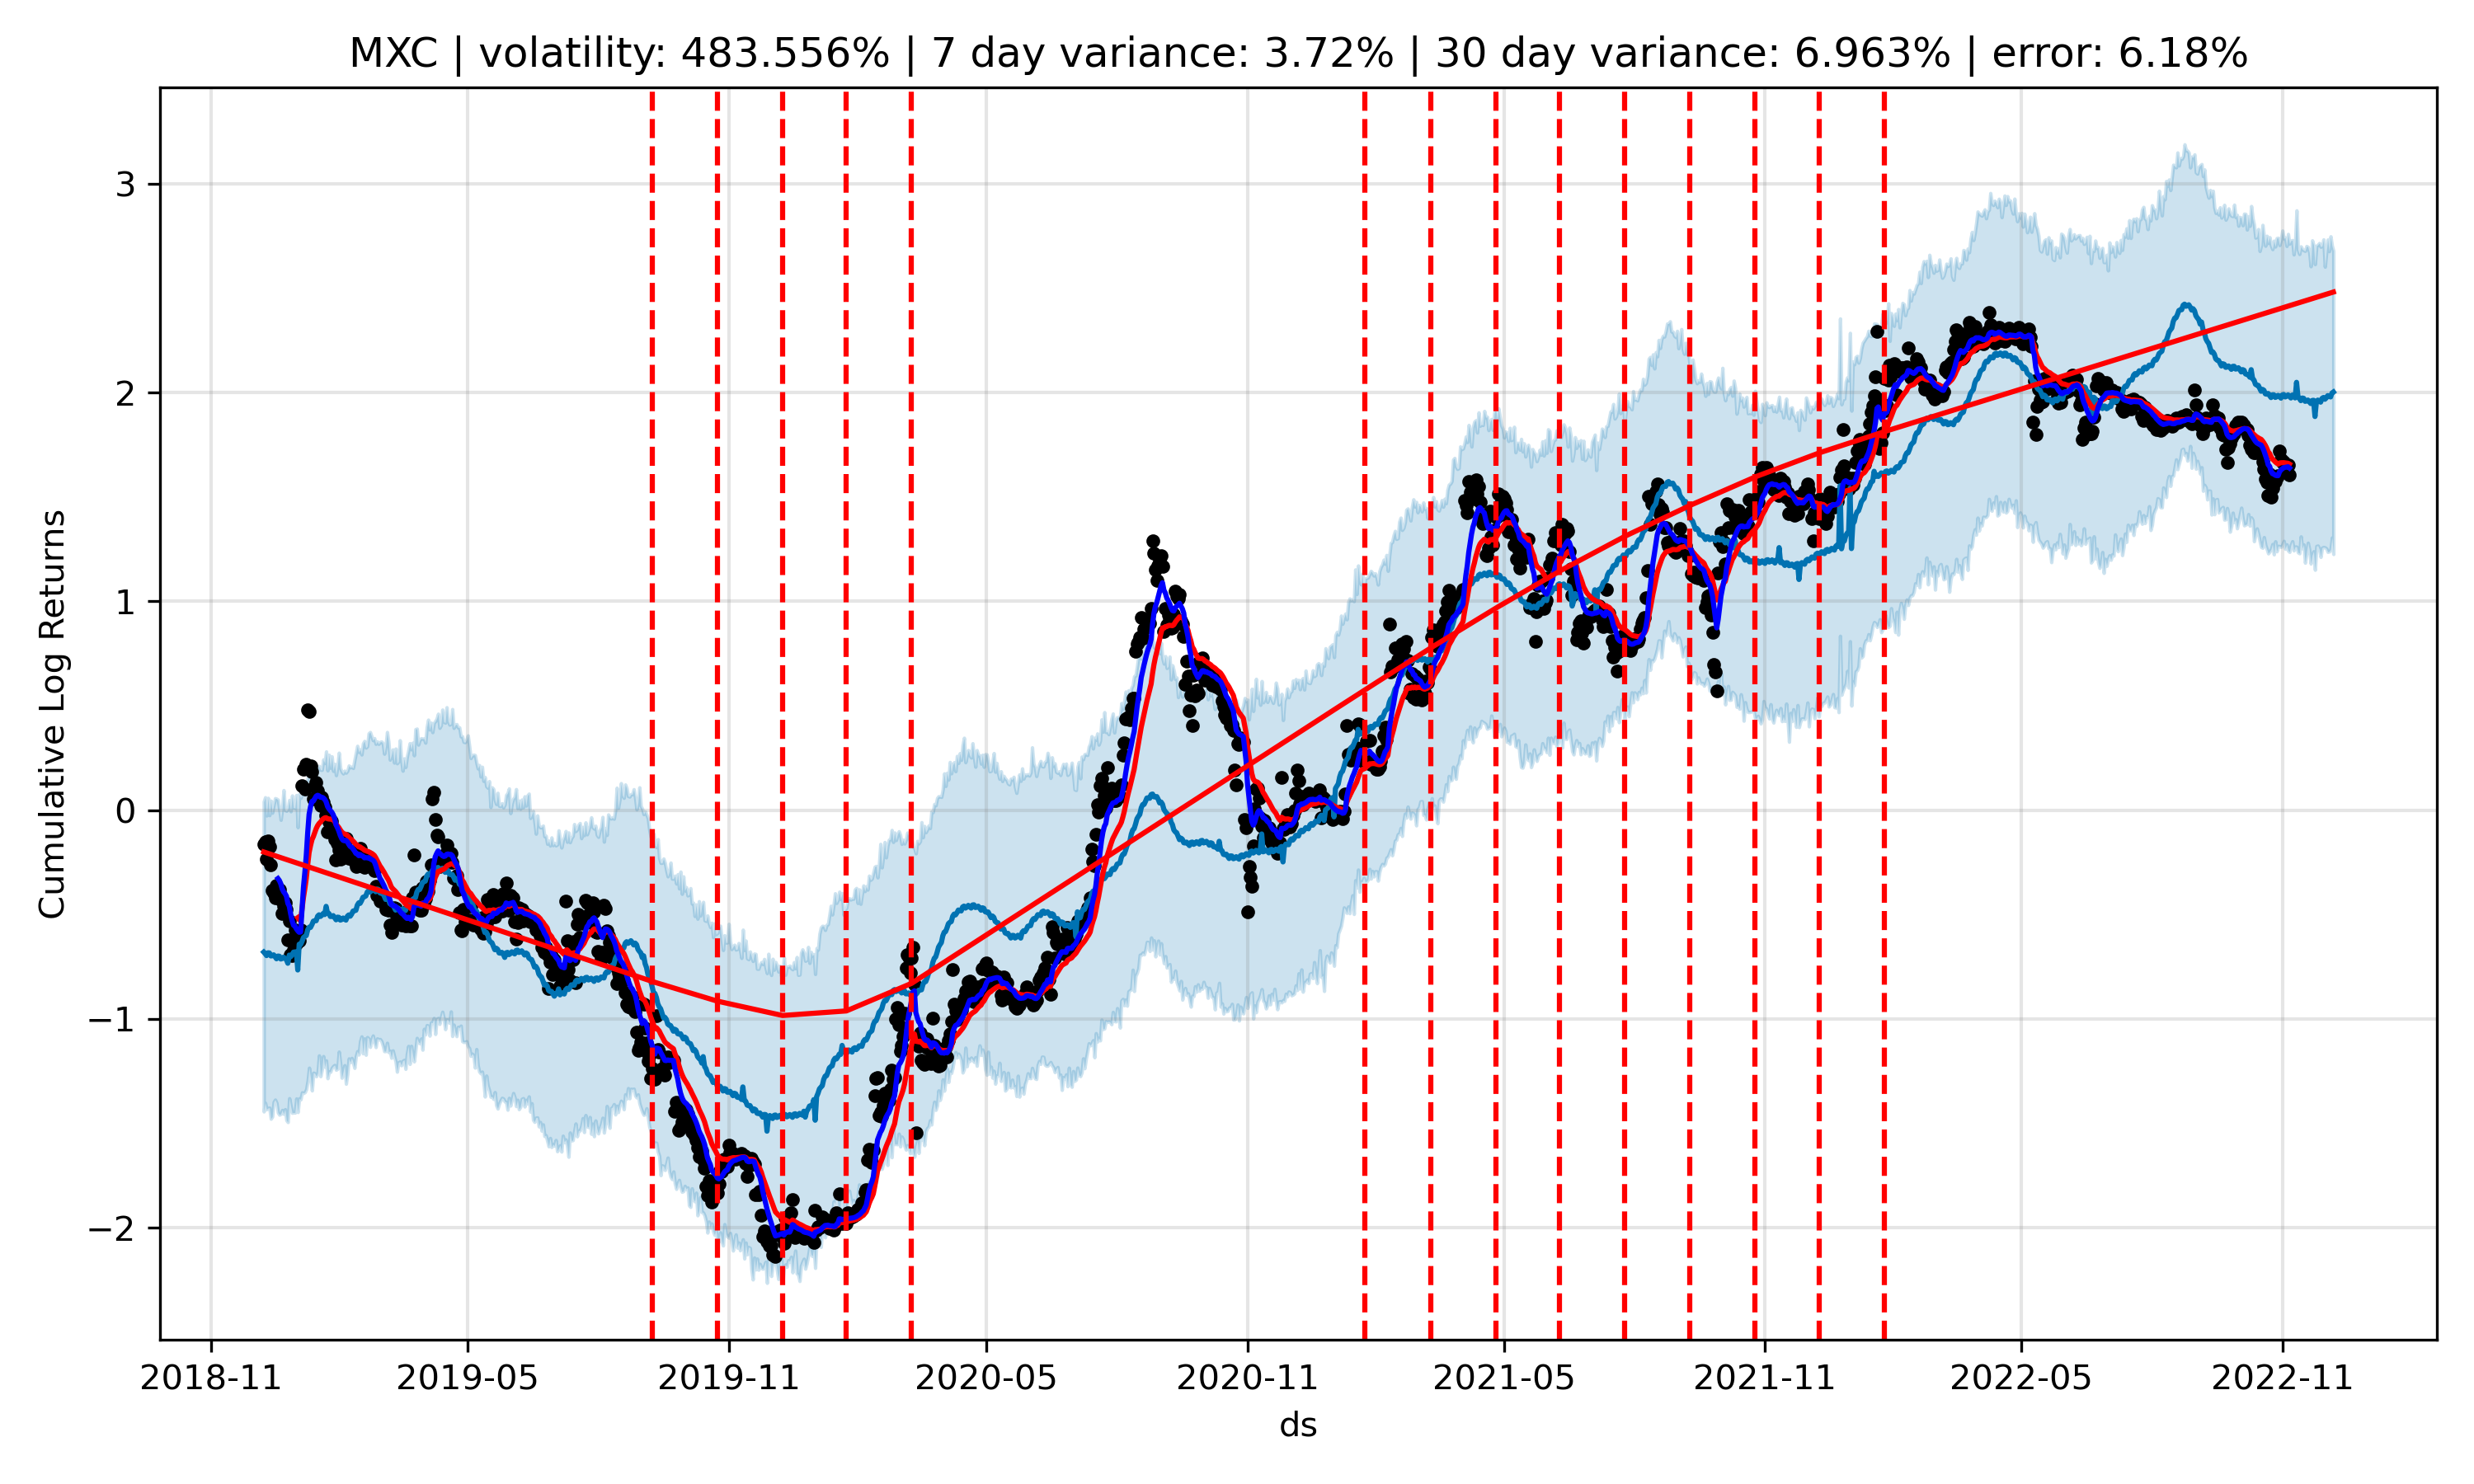 MXC | volatility: 483.556% | 7 day variance: 3.72% | 30 day variance: 6.963% | error: 6.18%
Cumulative Log Returns
3
2
1
0
−1
−2
2018-11 2019-05 2019-11 2020-05 2020-11 2021-05 2021-11 2022-05 2022-11
ds